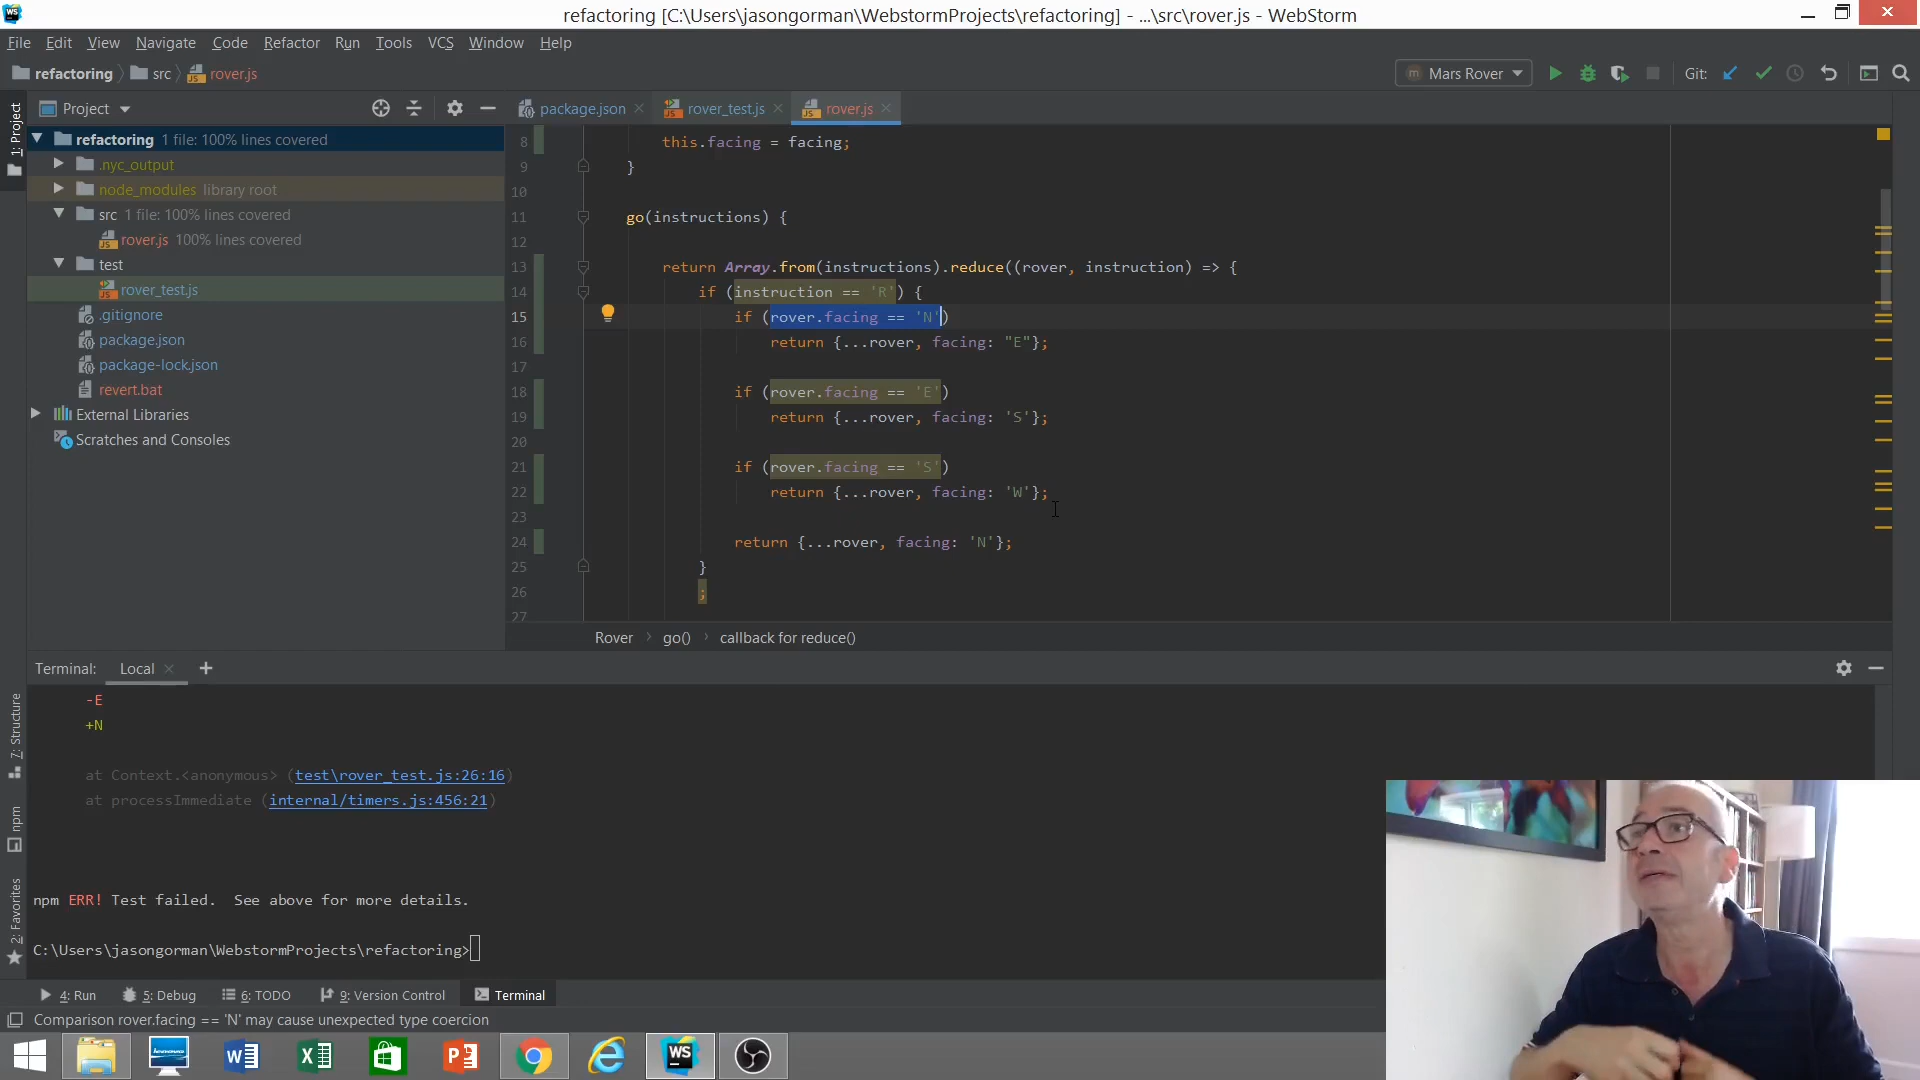 WS
refactoring [C:\Users\jasongorman\WebstormProjects\refactoring] - ...\src\rover.js - WebStorm
File Edit View Navigate Code Refactor Run Tools VCS Window Help
refactoring src rover.js
Mars Rover
Git:
Project
package.json
rover_test.js
rover.js
1: Project
refactoring 1 file: 100% lines covered
.nyc_output
node_modules library root
src 1 file: 100% lines covered
rover.js 100% lines covered
test
rover_test.js
.gitignore
package.json
package-lock.json
revert.bat
External Libraries
Scratches and Consoles
8 this.facing = facing;
9 }
10
11 go(instructions) {
12
13 return Array.from(instructions).reduce((rover, instruction) => {
14 if (instruction == 'R') {
15 if (rover.facing == 'N')
16 return {...rover, facing: "E"};
17
18 if (rover.facing == 'E')
19 return {...rover, facing: 'S'};
20
21 if (rover.facing == 'S')
22 return {...rover, facing: 'W'};
23
24 return {...rover, facing: 'N'};
25 }
26 ;
27
Rover go() callback for reduce()
Terminal: Local
-E
+N
at Context.<anonymous> (test\rover_test.js:26:16)
at processImmediate (internal/timers.js:456:21)
npm ERR! Test failed.  See above for more details.
C:\Users\jasongorman\WebstormProjects\refactoring>
7: Structure
npm
2: Favorites
4: Run
5: Debug
6: TODO
9: Version Control
Terminal
Comparison rover.facing == 'N' may cause unexpected type coercion
WS